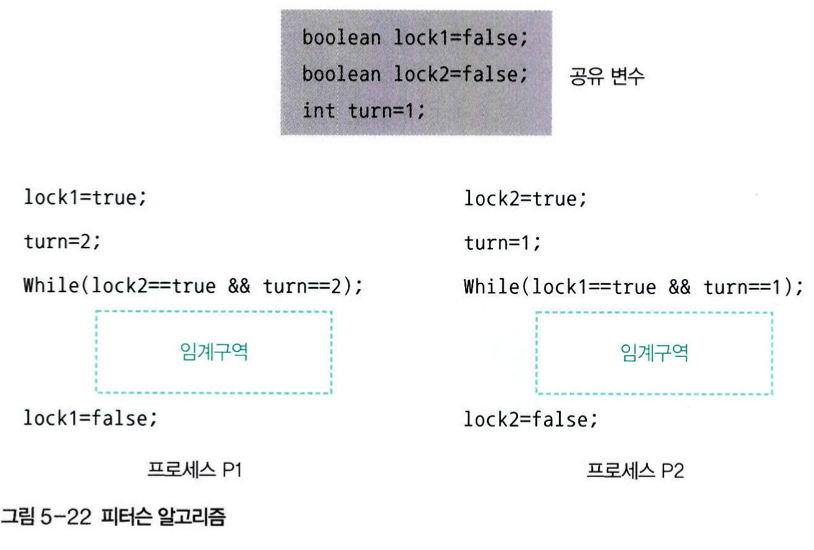 boolean lock1=false;
boolean lock2=false;
int turn=1;
공유 변수
lock1=true;
turn=2;
While(lock2==true && turn==2);
임계구역
lock1=false;
프로세스 P1
lock2=true;
turn=1;
While(lock1==true && turn==1);
임계구역
lock2=false;
프로세스 P2
그림 5-22 피터슨 알고리즘